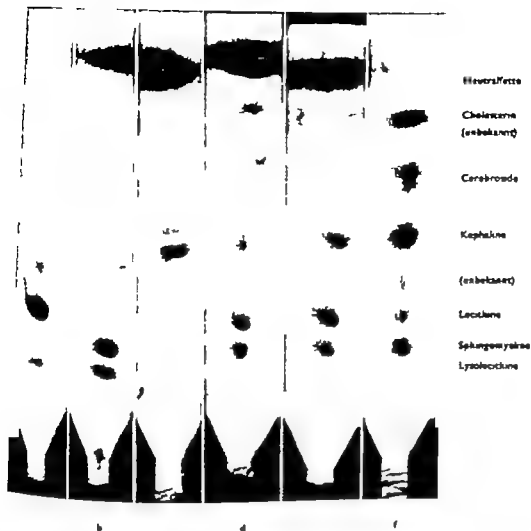 Neutralfette
Cholesterine
(unbekannt)
Cerebroside
Kephaline
(unbekannt)
Lecithine
Sphingomyeline
Lysolecithine
b d f